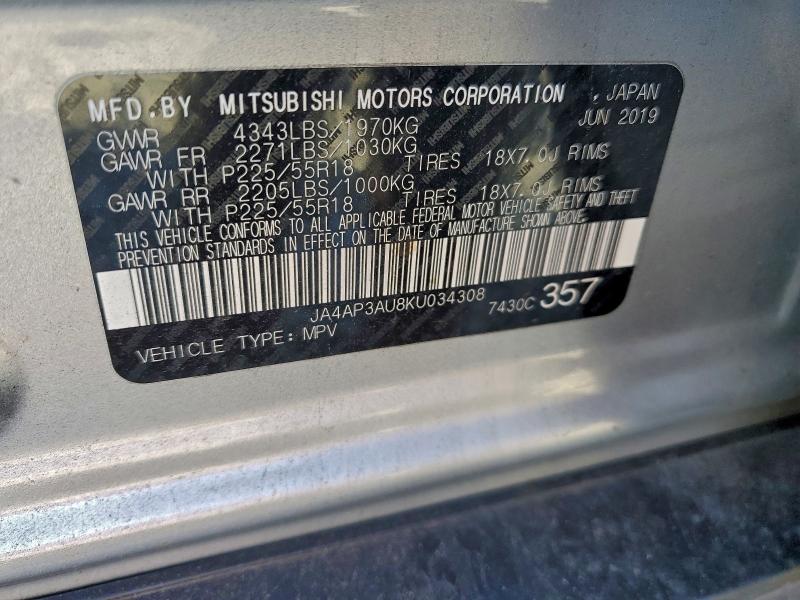 MFD.BY MITSUBISHI MOTORS CORPORATION , JAPAN
JUN 2019
GVWR 4343LBS/1970KG
GAWR FR 2271LBS/1030KG
WITH P225/55R18 TIRES 18X7.0J RIMS
GAWR RR 2205LBS/1000KG
WITH P225/55R18 TIRES 18X7.0J RIMS
THIS VEHICLE CONFORMS TO ALL APPLICABLE FEDERAL MOTOR VEHICLE SAFETY AND THEFT
PREVENTION STANDARDS IN EFFECT ON THE DATE OF MANUFACTURE SHOWN ABOVE.
JA4AP3AU8KU034308 7430C 357
VEHICLE TYPE: MPV